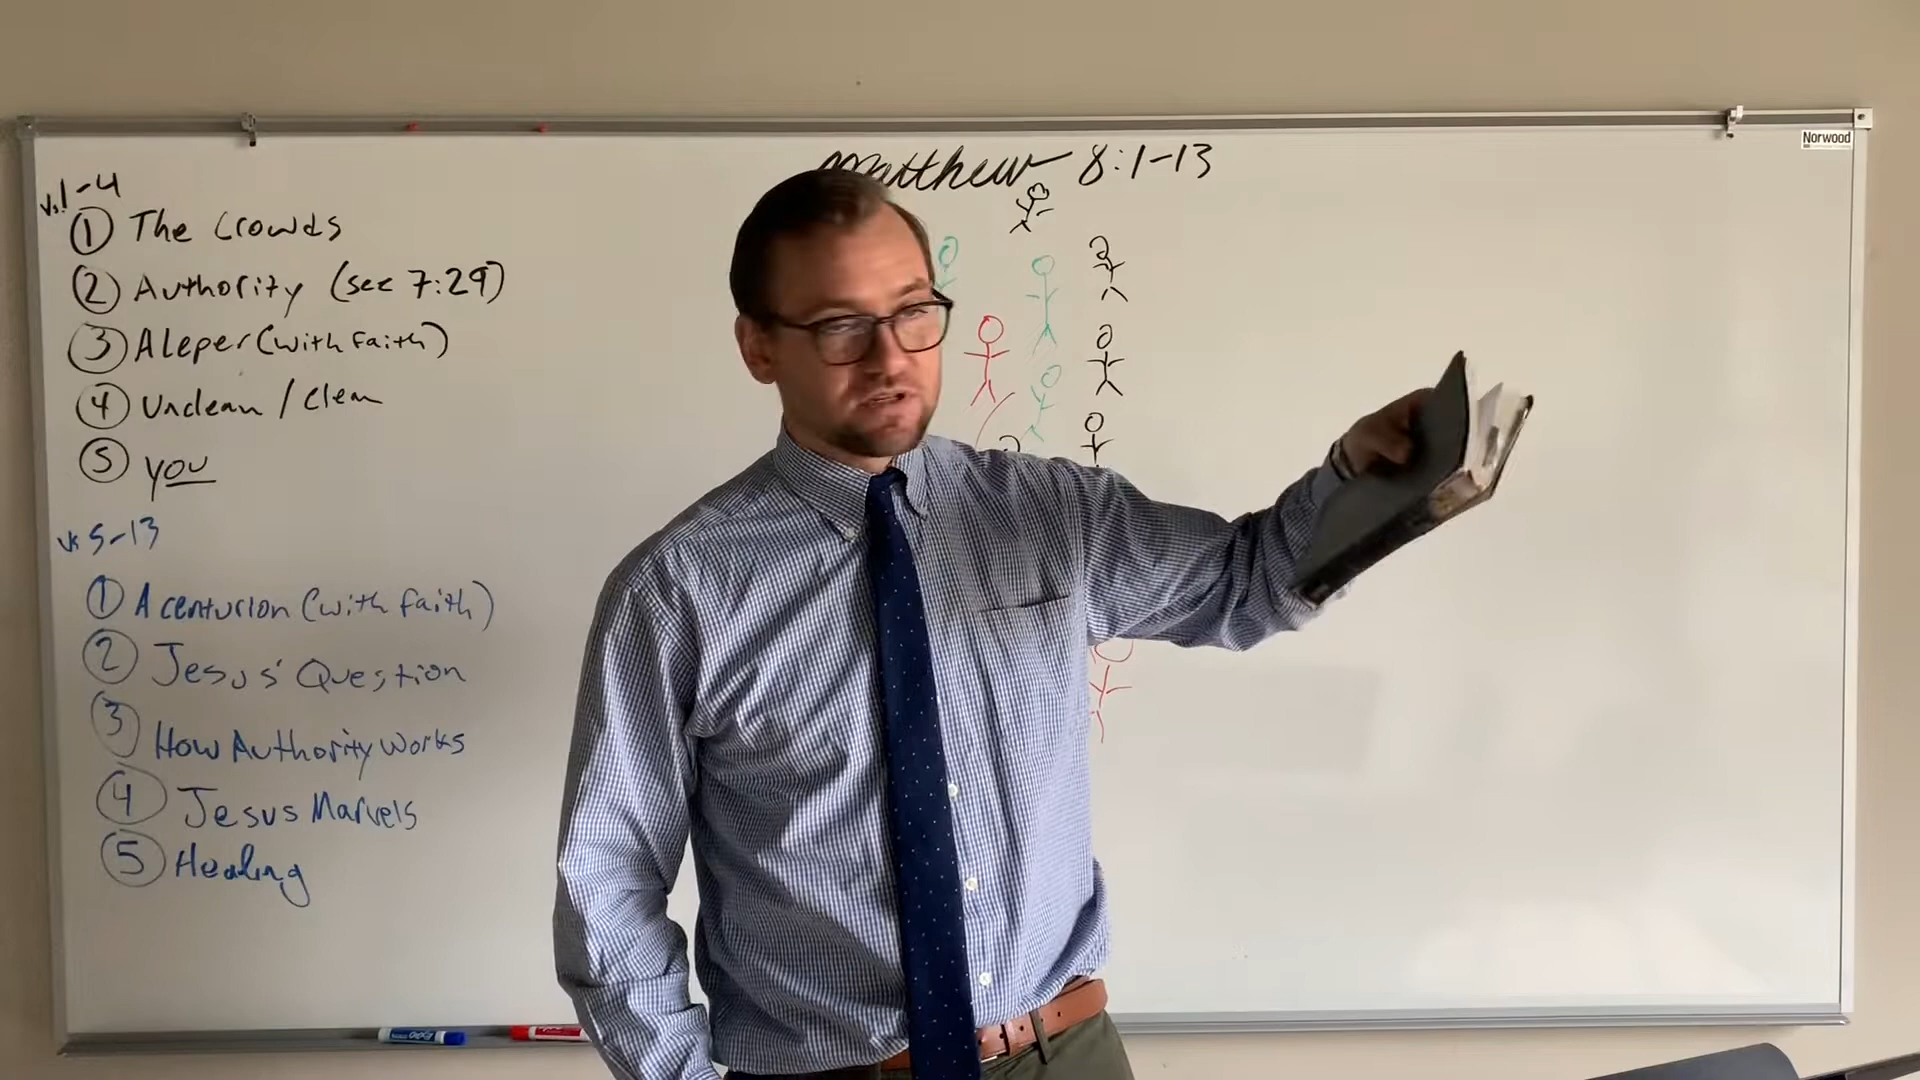 Matthew 8:1-13
Norwood
vs. 1-4
① The Crowds
② Authority (see 7:29)
③ A leper (with faith)
④ Unclean / Clean
⑤ you
vs 5-13
① A centurion (with faith)
② Jesus' Question
③ How Authority Works
④ Jesus Marvels
⑤ Healing
EXPO